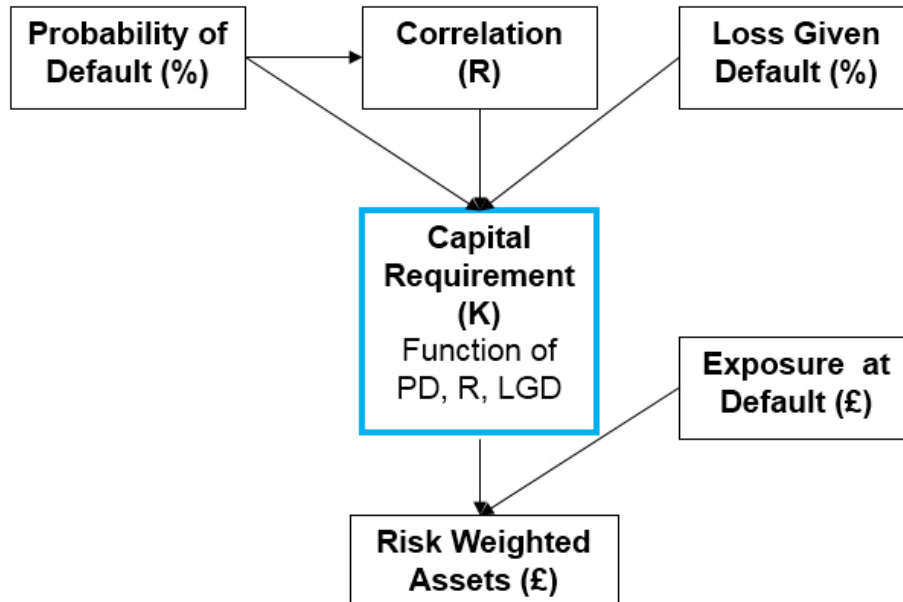 Probability of
Default (%)
Correlation
(R)
Loss Given
Default (%)
Capital
Requirement
(K)
Function of
PD, R, LGD
Exposure at
Default (£)
Risk Weighted
Assets (£)